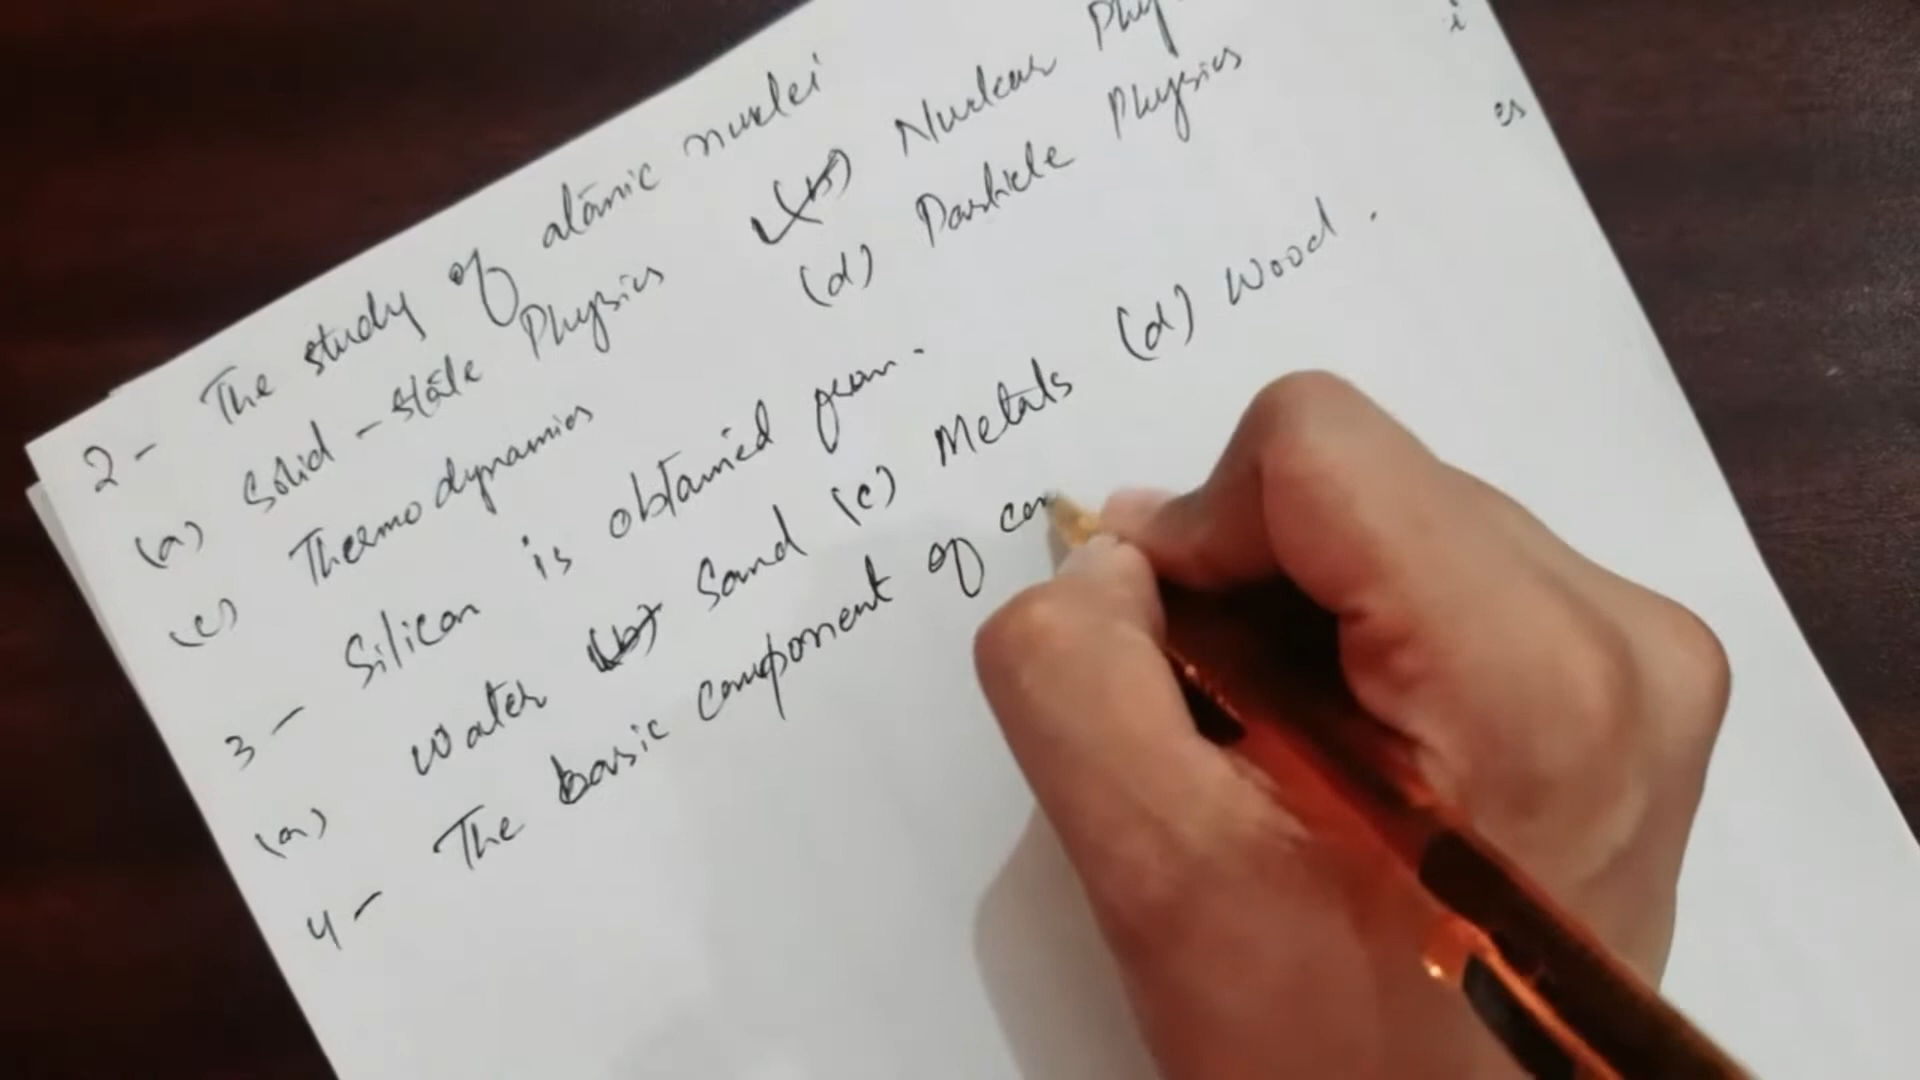 2- The study of atomic nuclei
(a) Solid-state Physics (b) Nuclear Phy
(c) Thermodynamics (d) Particle Physics
3- Silicon is obtained from.
(a) Water (b) Sand (c) Metals (d) Wood.
4- The basic component of com